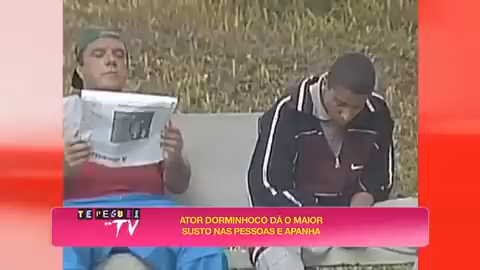 TE PEGUEI
na TV
ATOR DORMINHOCO DÁ O MAIOR
SUSTO NAS PESSOAS E APANHA